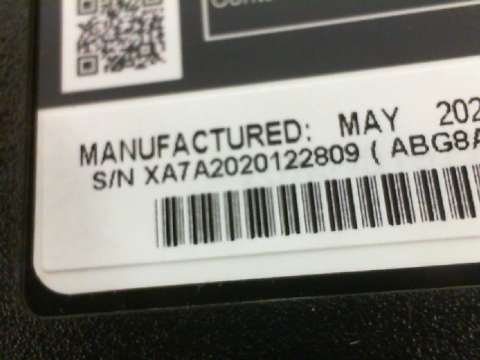 MANUFACTURED: MAY 202
S/N XA7A2020122809 ( ABG8A